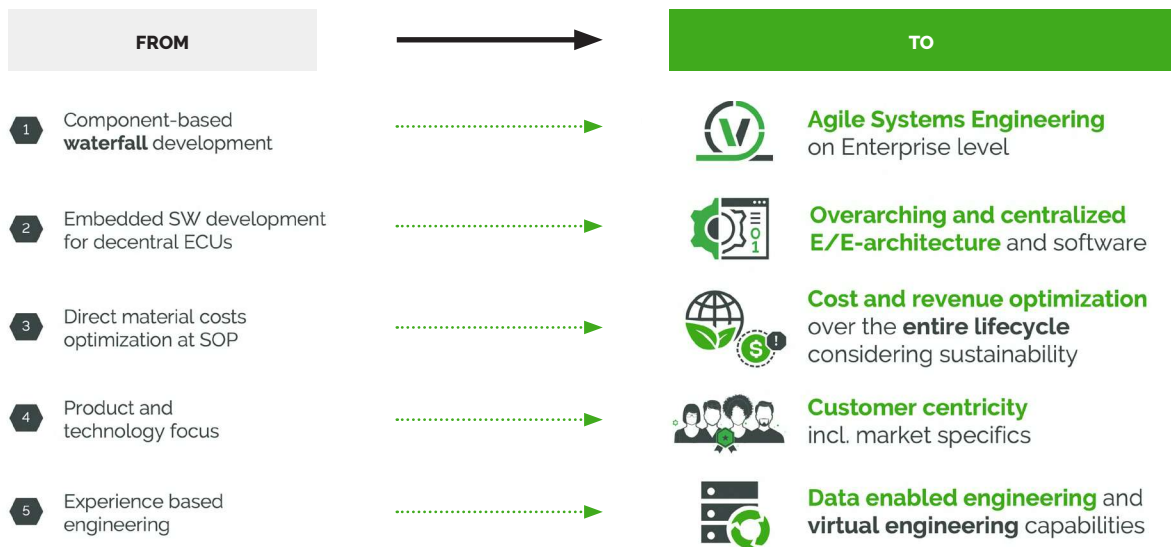 FROM
TO
1
Component-based
waterfall development
Agile Systems Engineering
on Enterprise level
2
Embedded SW development
for decentral ECUs
Overarching and centralized
E/E-architecture and software
O
1
3
Direct material costs
optimization at SOP
$
!
Cost and revenue optimization
over the entire lifecycle
considering sustainability
4
Product and
technology focus
Customer centricity
incl. market specifics
5
Experience based
engineering
Data enabled engineering and
virtual engineering capabilities